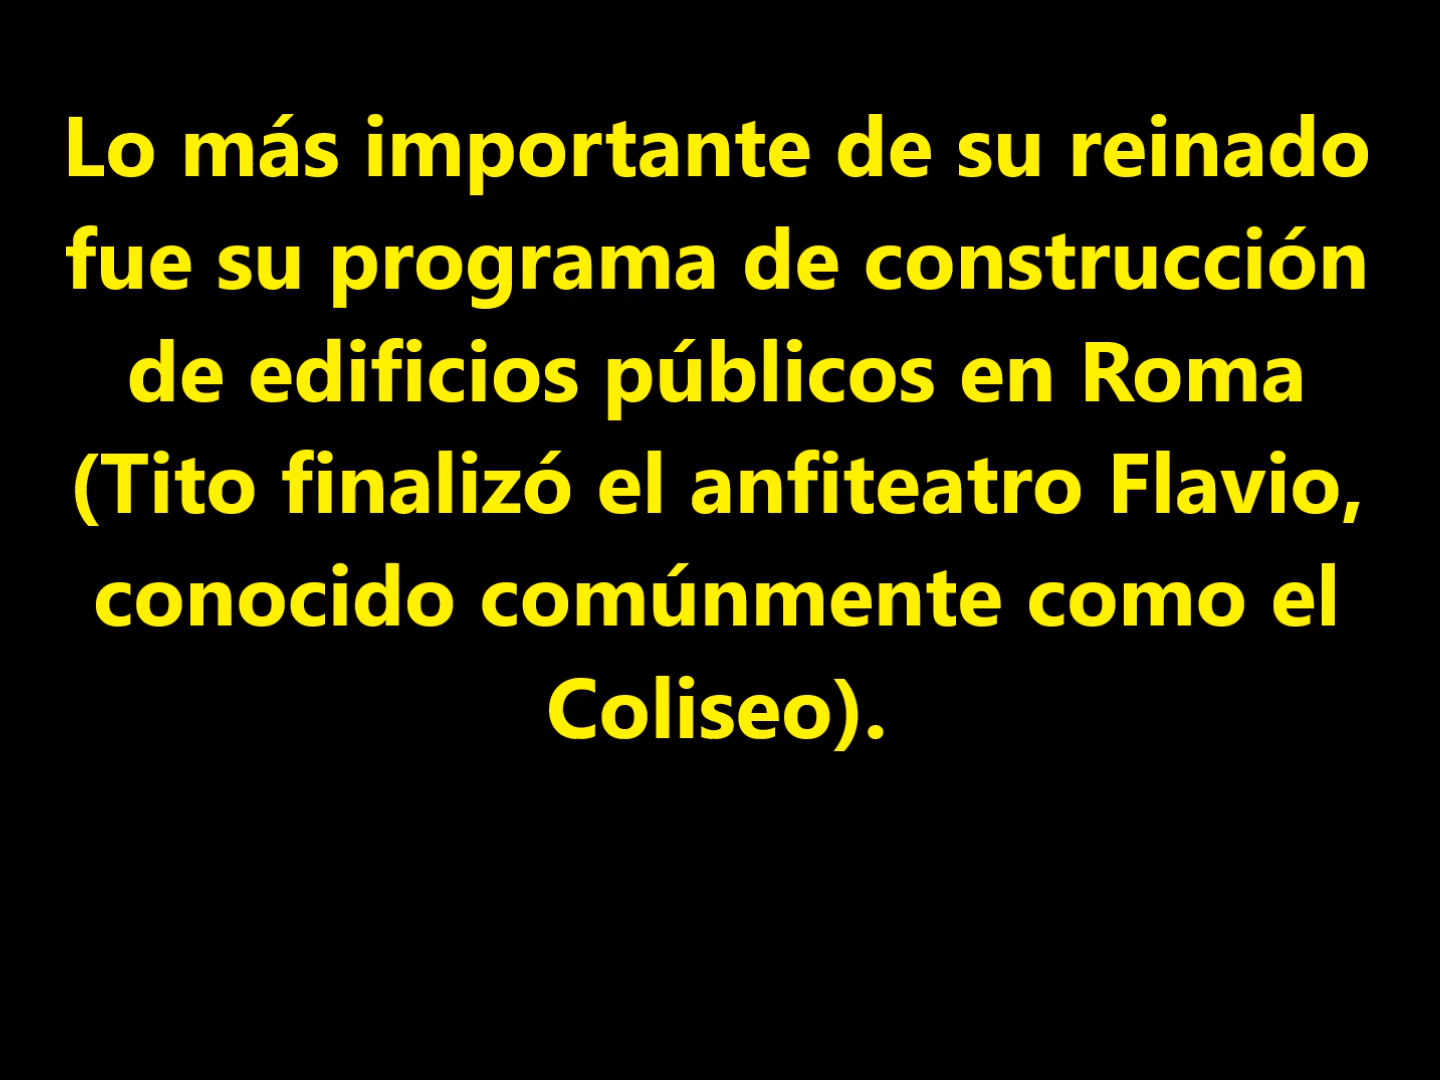 Lo más importante de su reinado
fue su programa de construcción
de edificios públicos en Roma
(Tito finalizó el anfiteatro Flavio,
conocido comúnmente como el
Coliseo).